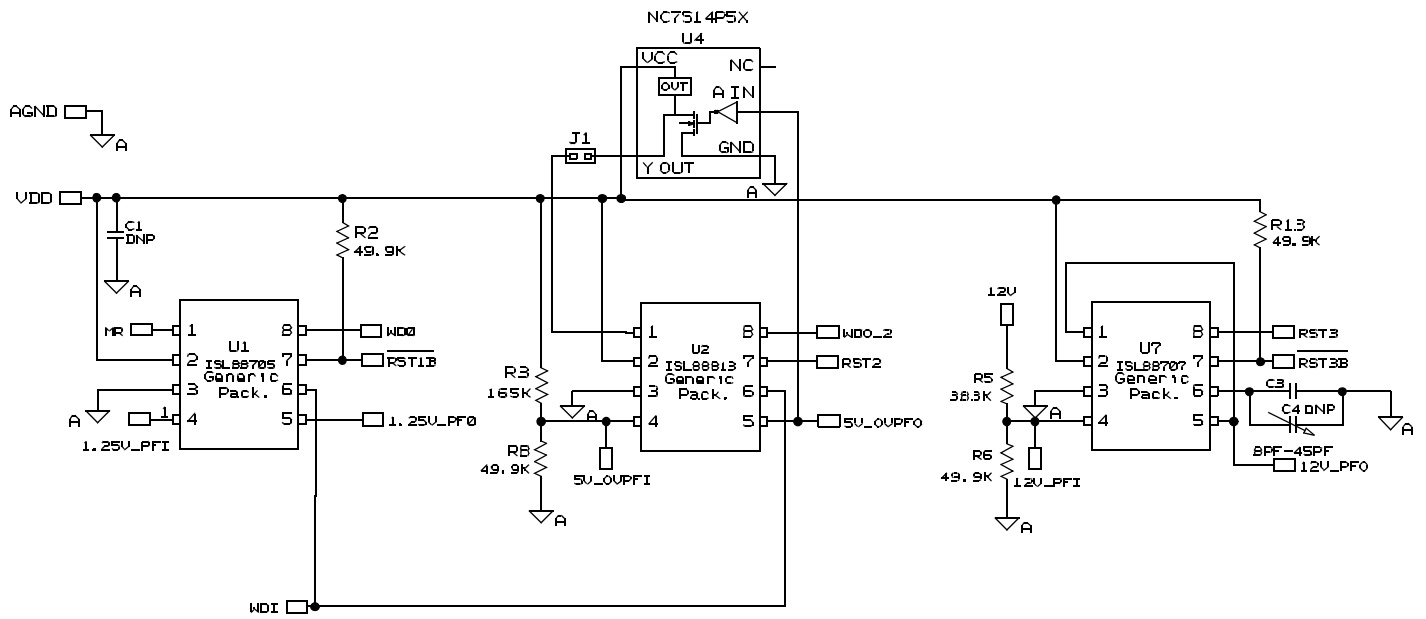 NC7S14P5X
U4
VCC
NC
OUT
A IN
AGND
A
J1
GND
Y OUT
A
VDD
C1
DNP
R2
49.9K
R13
49.9K
A
12V
MR
1
8
WD0
1
8
WDO_2
1
8
RST3
U1
U2
U7
2
7
RST1B
2
7
RST2
2
7
RST3B
ISL88705
Generic
Pack.
ISL88813
Generic
Pack.
ISL88707
Generic
Pack.
R3
165K
R5
383K
3
6
3
6
3
6
C3
A
A
A
C4 DNP
1
4
5
1.25V_PF0
4
5
5V_OVPFO
4
5
A
1.25V_PFI
R8
49.9K
5V_OVPFI
R6
49.9K
12V_PFI
8PF-45PF
12V_PFO
A
A
WDI